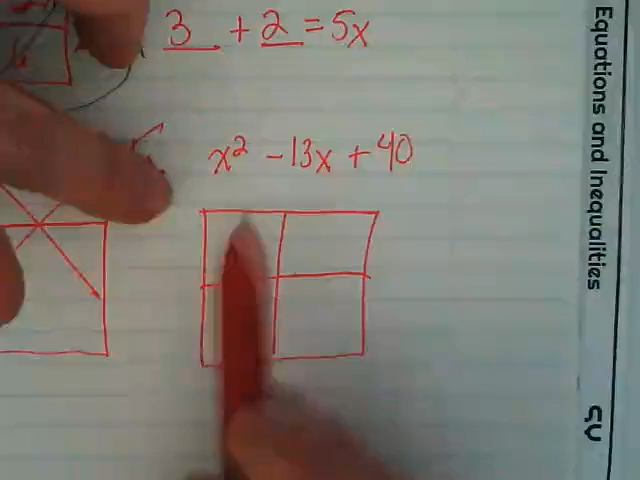 3 + 2 = 5x
x² - 13x + 40
Equations and Inequalities